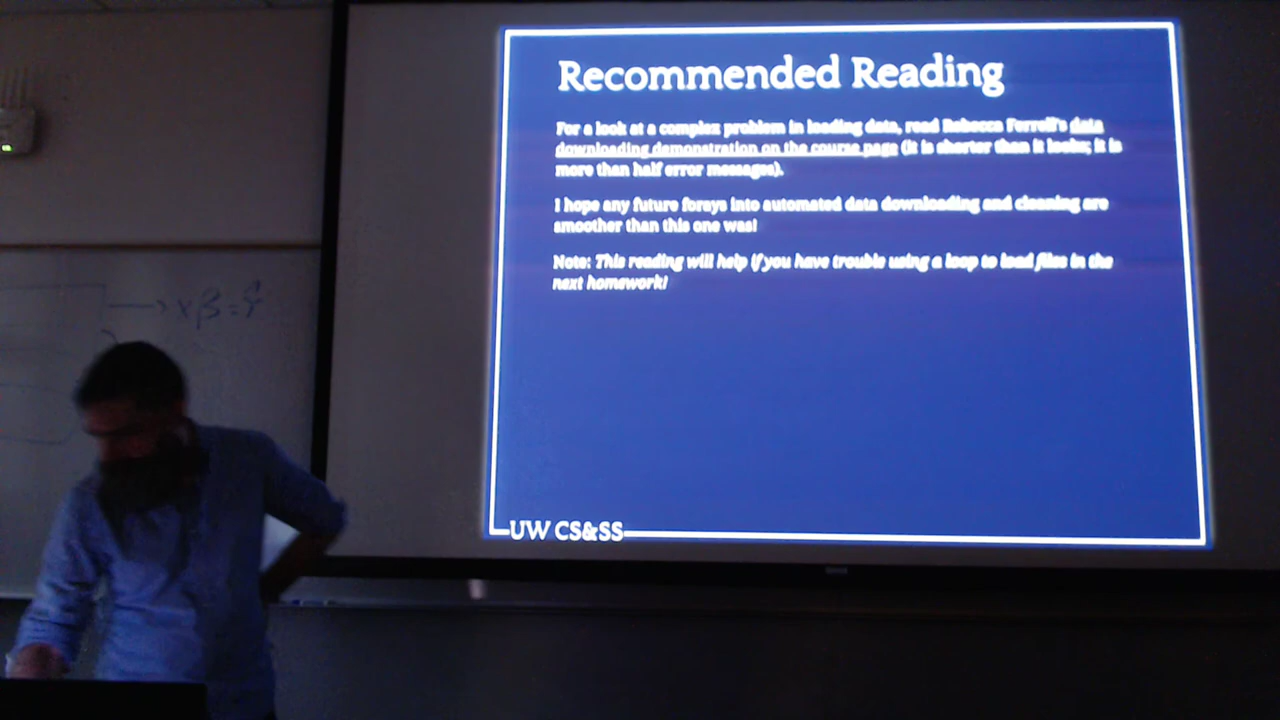 Recommended Reading
For a look at a complex problem in loading data, read Rebecca Ferrell's data
downloading demonstration on the course page (it is shorter than it looks; it is
more than half error messages).
I hope any future forays into automated data downloading and cleaning are
smoother than this one was!
Note: This reading will help if you have trouble using a loop to load files in the
next homework!
UW CS&SS
xβ=Ŷ